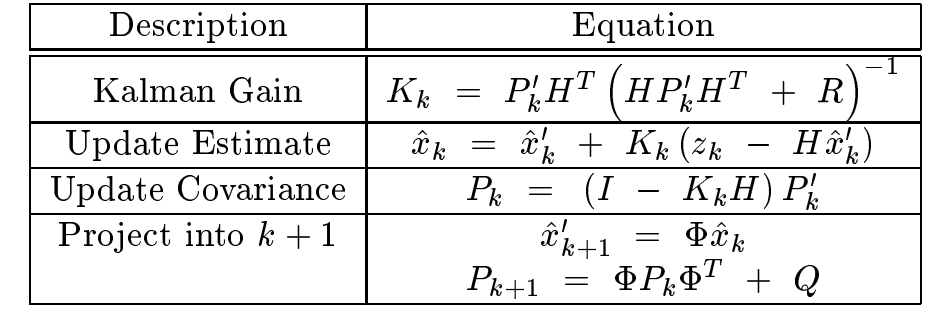 Description Equation
Kalman Gain K_k = P'_k H^T (H P'_k H^T + R)^{-1}
Update Estimate x̂_k = x̂'_k + K_k (z_k − H x̂'_k)
Update Covariance P_k = (I − K_k H) P'_k
Project into k + 1 x̂'_{k+1} = Φ x̂_k
P_{k+1} = Φ P_k Φ^T + Q